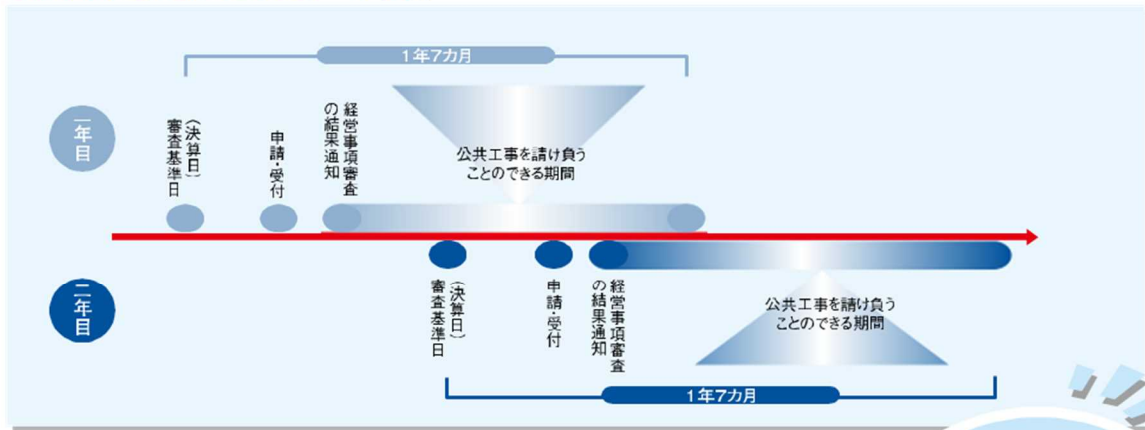 1年7カ月
一年目
審査基準日
（決算日）
申請・受付
経営事項審査
の結果通知
公共工事を請け負う
ことのできる期間
二年目
審査基準日
（決算日）
申請・受付
経営事項審査
の結果通知
公共工事を請け負う
ことのできる期間
1年7カ月